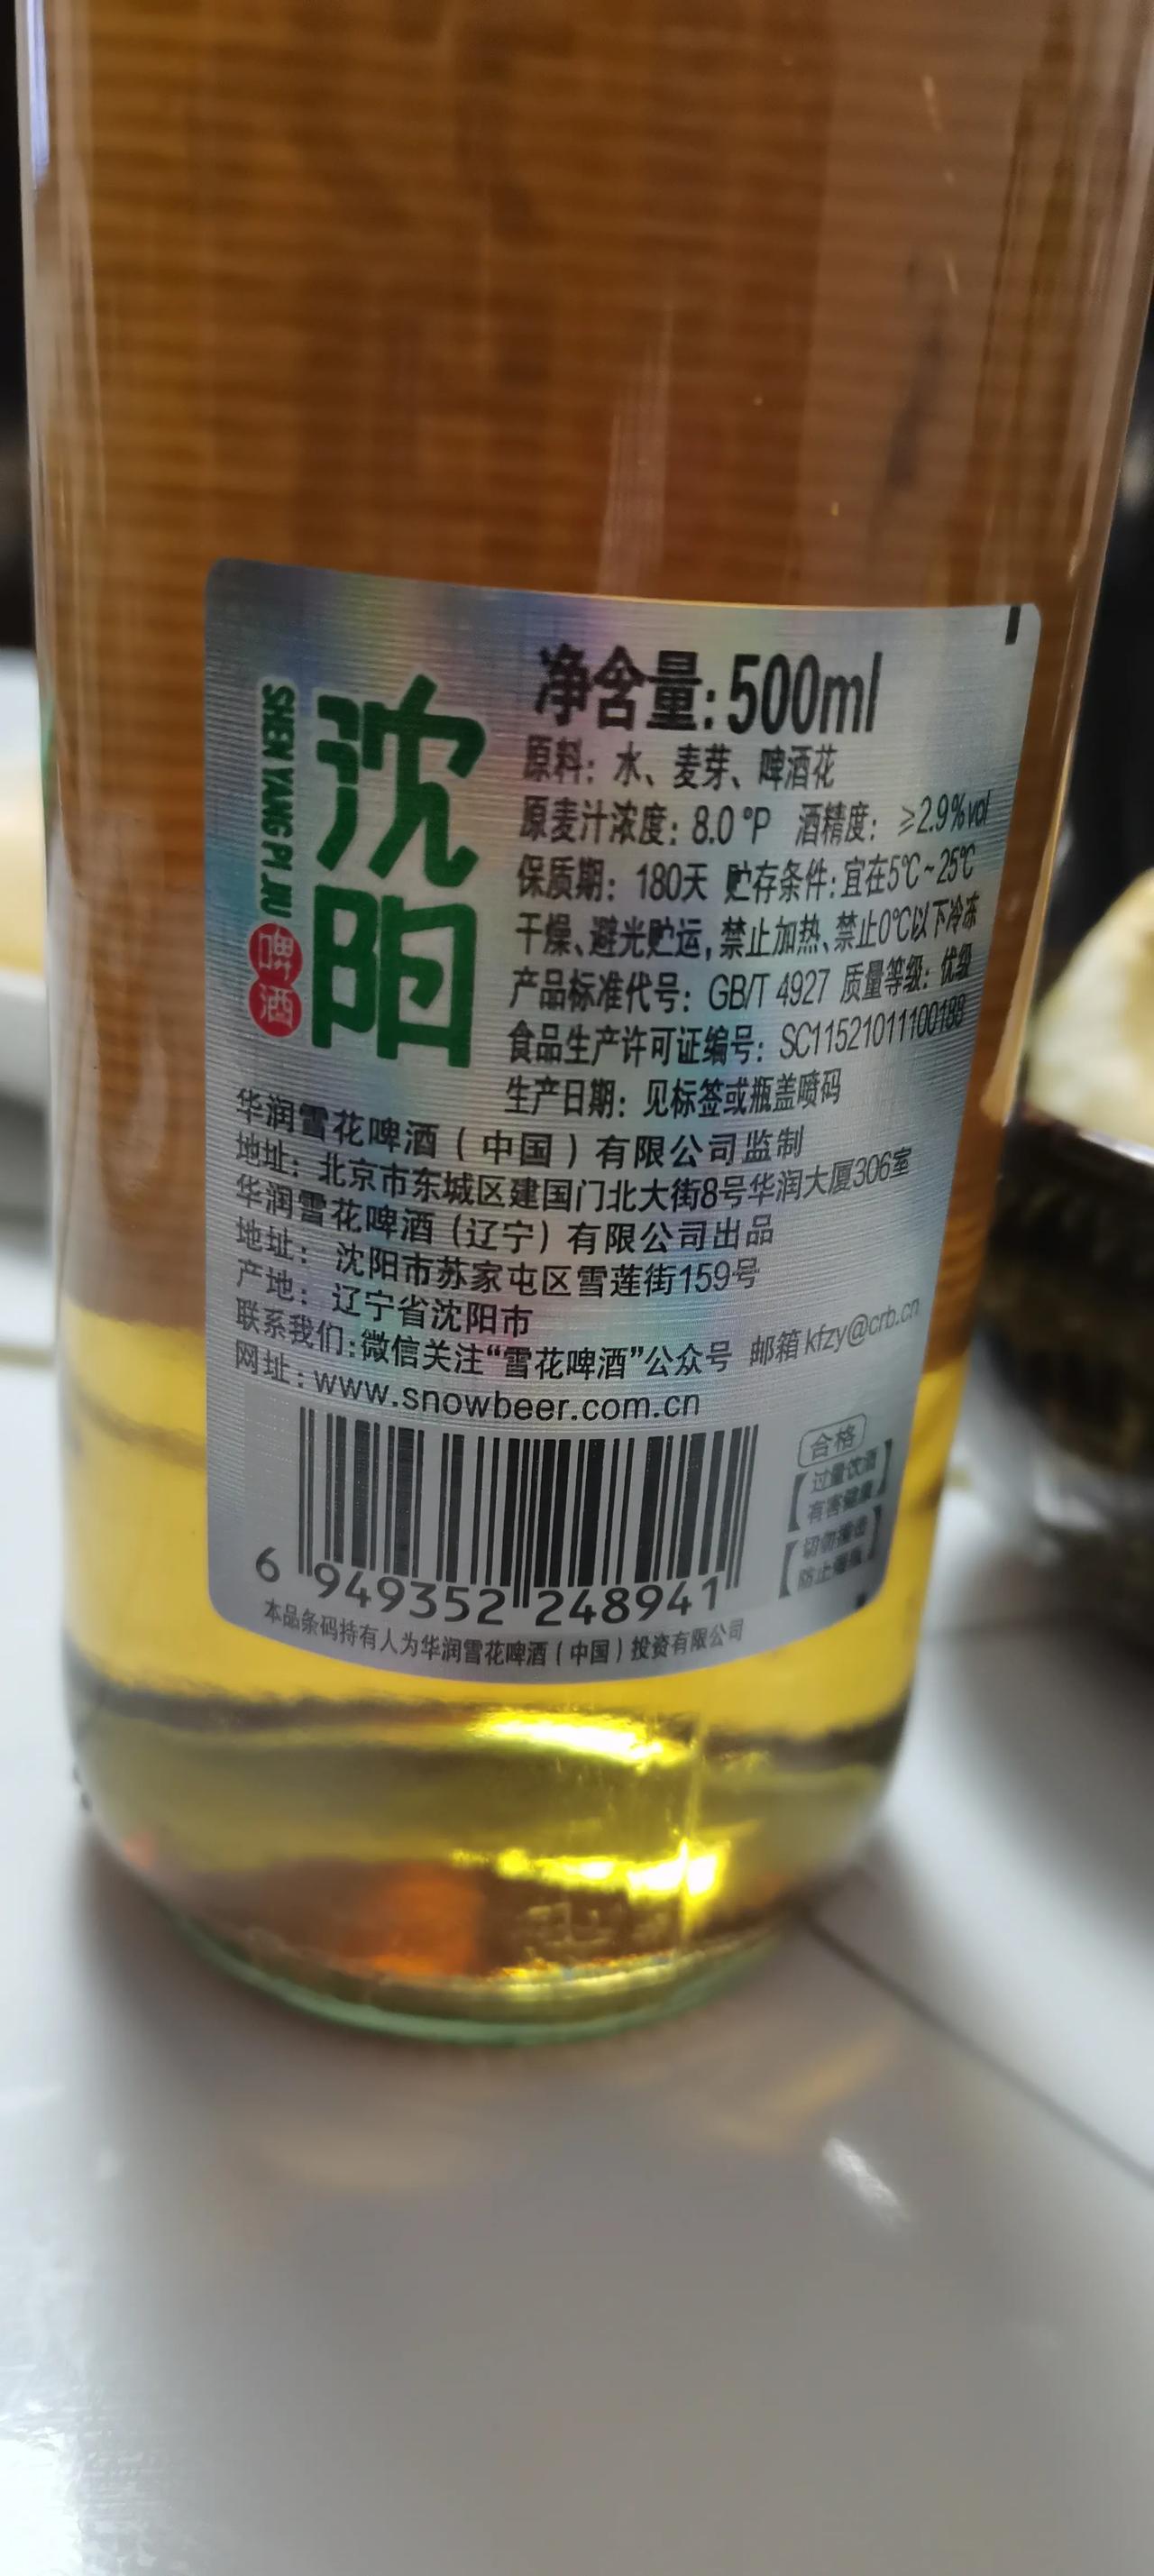 沈阳
SHEN YANG PI JIU
啤酒
净含量:500ml
原料：水、麦芽、啤酒花
原麦汁浓度：8.0°P 酒精度：≥2.9%vol
保质期：180天 贮存条件:宜在5℃~25℃
干燥、避光贮运,禁止加热、禁止0℃以下冷冻
产品标准代号：GB/T 4927 质量等级：优级
食品生产许可证编号：SC11521011100188
生产日期：见标签或瓶盖喷码
华润雪花啤酒（中国）有限公司监制
地址：北京市东城区建国门北大街8号华润大厦306室
华润雪花啤酒（辽宁）有限公司出品
地址：沈阳市苏家屯区雪莲街159号
产地：辽宁省沈阳市
联系我们:微信关注“雪花啤酒”公众号 邮箱kfzy@crb.cn
网址:www.snowbeer.com.cn
合格
【过量饮酒
有害健康】
【切勿撞击
防止爆瓶】
6 949352 248941
本品条码持有人为华润雪花啤酒（中国）投资有限公司